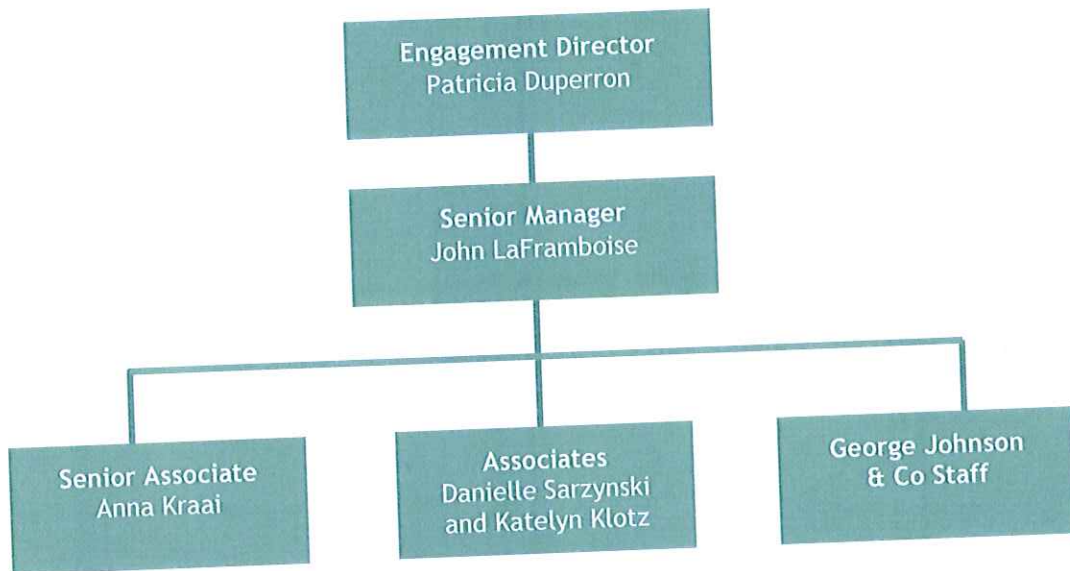 Engagement Director
Patricia Duperron
Senior Manager
John LaFramboise
Senior Associate
Anna Kraai
Associates
Danielle Sarzynski
and Katelyn Klotz
George Johnson
& Co Staff